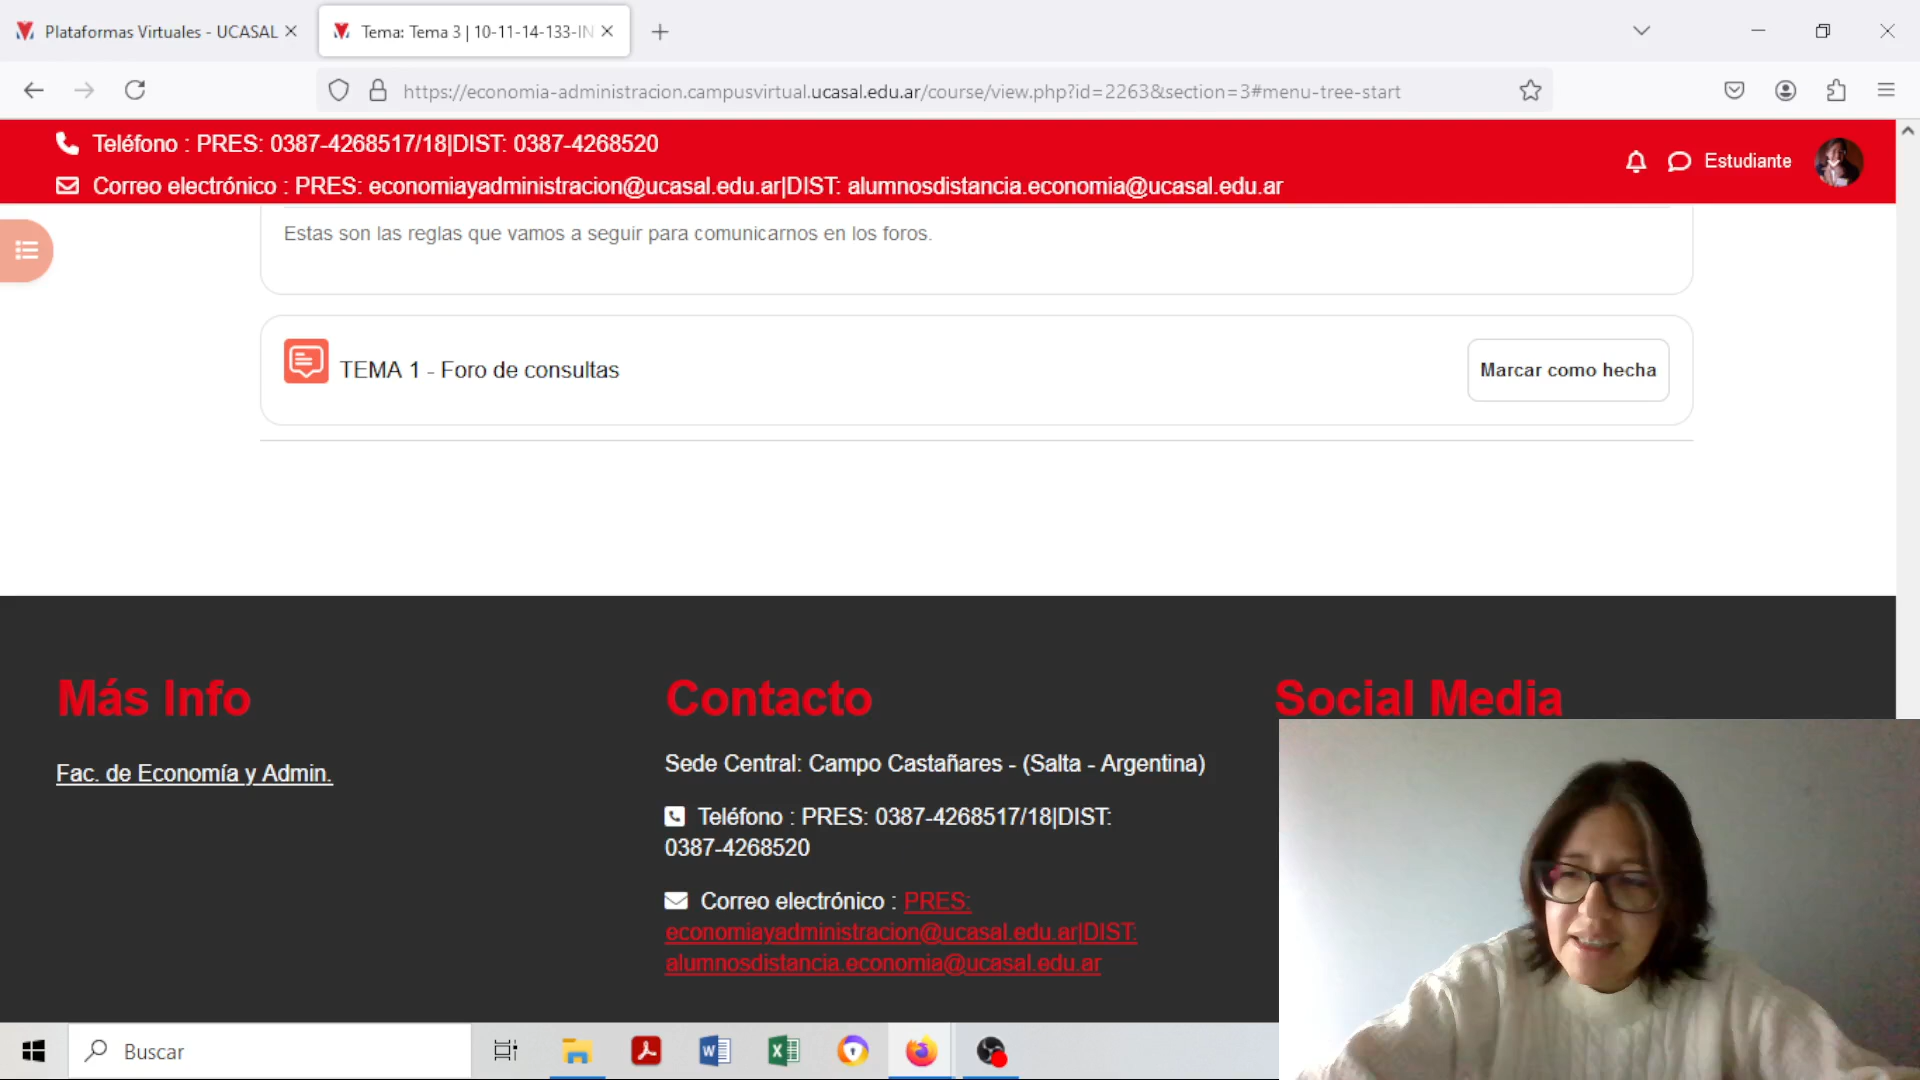 Plataformas Virtuales - UCASAL
Tema: Tema 3 | 10-11-14-133-IN
https://economia-administracion.campusvirtual.ucasal.edu.ar/course/view.php?id=2263&section=3#menu-tree-start
Teléfono : PRES: 0387-4268517/18|DIST: 0387-4268520
Estudiante
Correo electrónico : PRES: economiayadministracion@ucasal.edu.ar|DIST: alumnosdistancia.economia@ucasal.edu.ar
Estas son las reglas que vamos a seguir para comunicarnos en los foros.
TEMA 1 - Foro de consultas
Marcar como hecha
Más Info
Fac. de Economía y Admin.
Contacto
Sede Central: Campo Castañares - (Salta - Argentina)
Teléfono : PRES: 0387-4268517/18|DIST:
0387-4268520
Correo electrónico : PRES:
economiayadministracion@ucasal.edu.ar|DIST:
alumnosdistancia.economia@ucasal.edu.ar
Social Media
Buscar